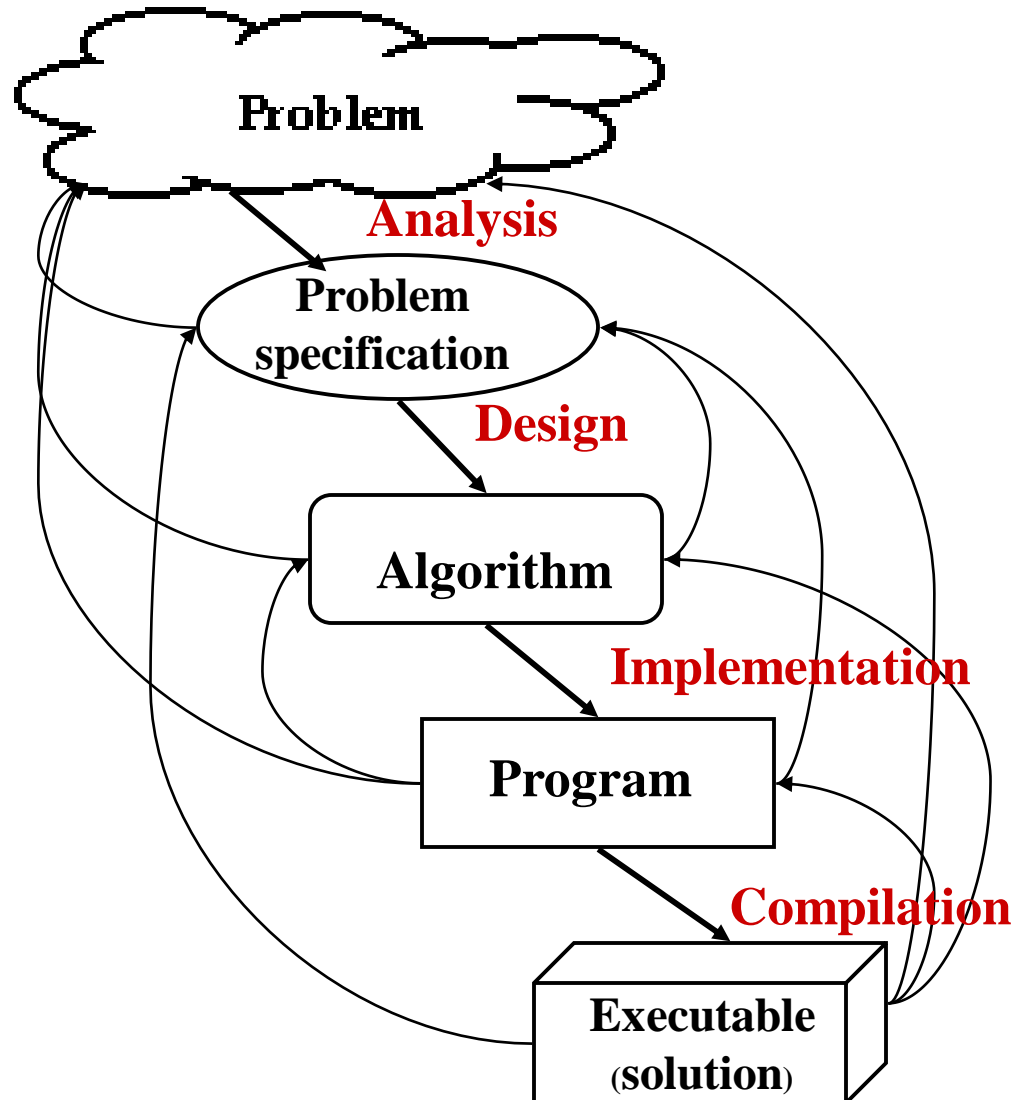 Problem
Analysis
Problem
specification
Design
Algorithm
Implementation
Program
Compilation
Executable
(solution)